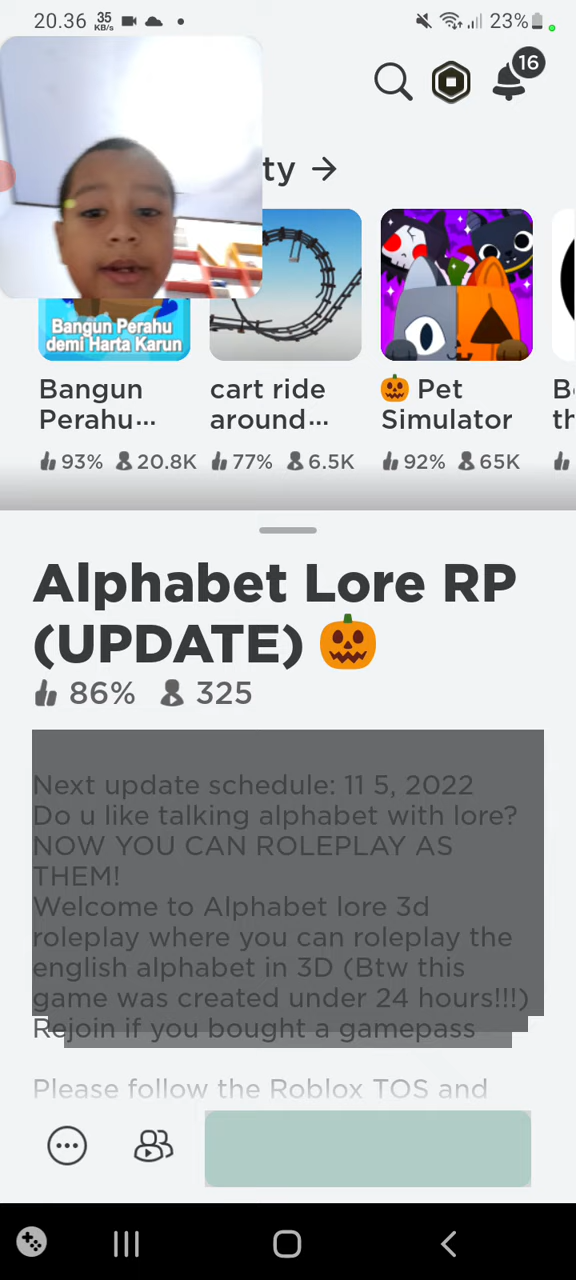 20.36 35 KB/s 23%
16
ty →
Bangun Perahu
demi Harta Karun
Bangun
Perahu...
93% 20.8K
cart ride
around...
77% 6.5K
🎃 Pet
Simulator
92% 65K
B
th
Alphabet Lore RP
(UPDATE) 🎃
86% 325
Next update schedule: 11 5, 2022
Do u like talking alphabet with lore?
NOW YOU CAN ROLEPLAY AS
THEM!
Welcome to Alphabet lore 3d
roleplay where you can roleplay the
english alphabet in 3D (Btw this
game was created under 24 hours!!!)
Rejoin if you bought a gamepass
Please follow the Roblox TOS and